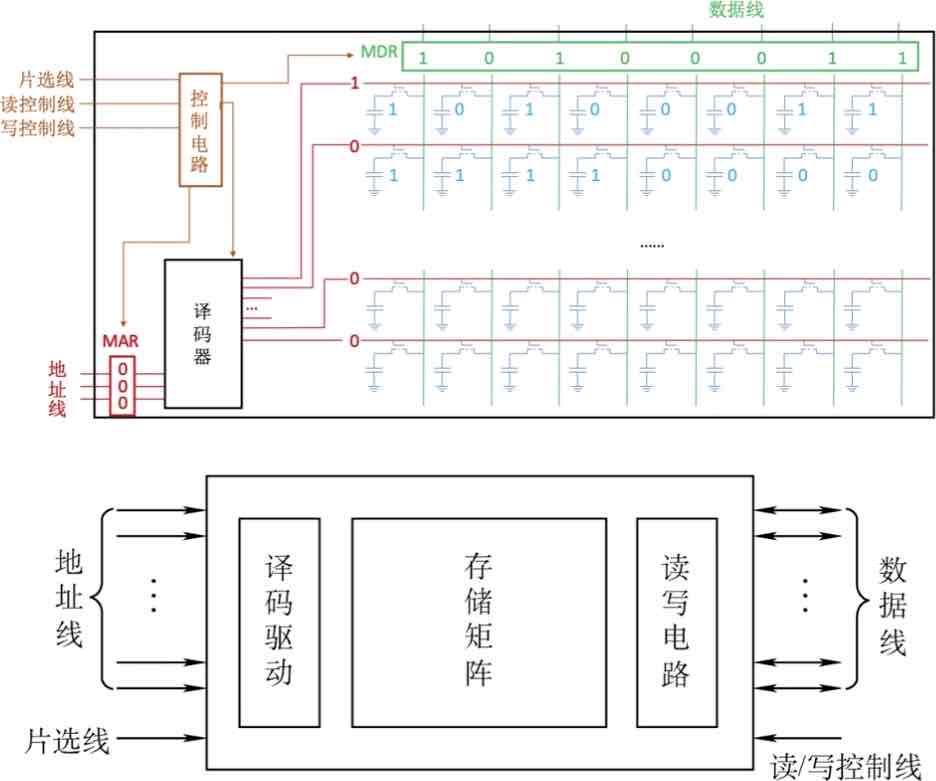 数据线
MDR 1 0 1 0 0 0 1 1
片选线
读控制线
写控制线
控制电路
1
1 0 1 0 0 0 1 1
0
1 1 1 1 0 0 0 0
......
0
0
译码器
...
MAR
地址线
0
0
0
地址线
译码驱动
存储矩阵
读写电路
数据线
片选线
读/写控制线